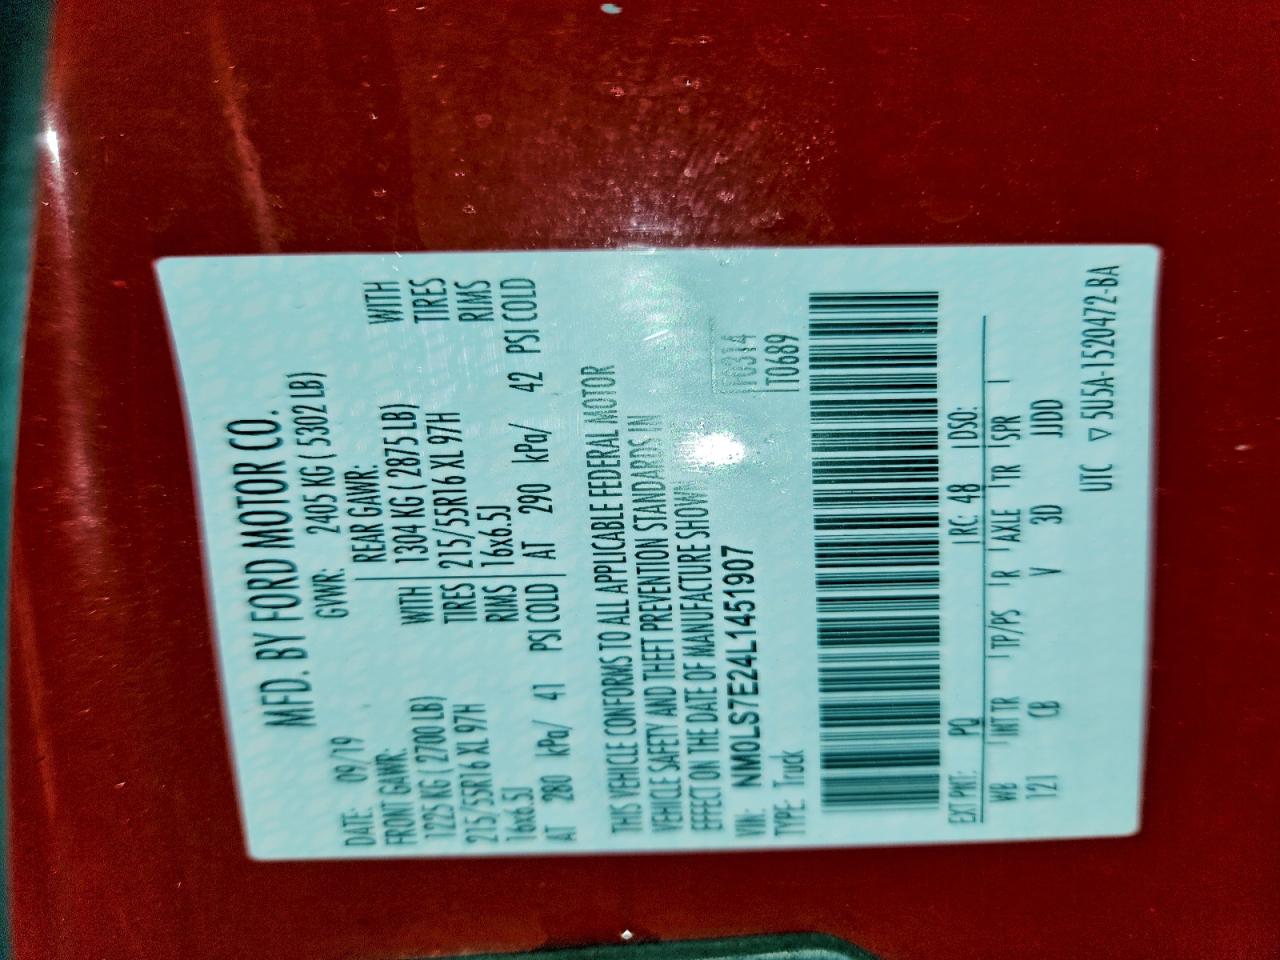 MFD. BY FORD MOTOR CO.
DATE: 09/19 GVWR: 2405 KG ( 5302 LB)
FRONT GAWR: REAR GAWR:
1225 KG ( 2700 LB) WITH 1304 KG ( 2875 LB) WITH
215/55R16 XL 97H TIRES 215/55R16 XL 97H TIRES
16x6.5J RIMS 16x6.5J RIMS
AT 280 kPa/ 41 PSI COLD AT 290 kPa/ 42 PSI COLD
THIS VEHICLE CONFORMS TO ALL APPLICABLE FEDERAL MOTOR
VEHICLE SAFETY AND THEFT PREVENTION STANDARDS IN
EFFECT ON THE DATE OF MANUFACTURE SHOWN
VIN: NM0LS7E24L1451907 T0314
TYPE: Truck T0689
EXT PNT: PQ RC: 48 DSO:
WB INT TR TP/PS R AXLE TR SPR
121 CB V 3D JJDD
UTC ▽ 5U5A-1520472-BA